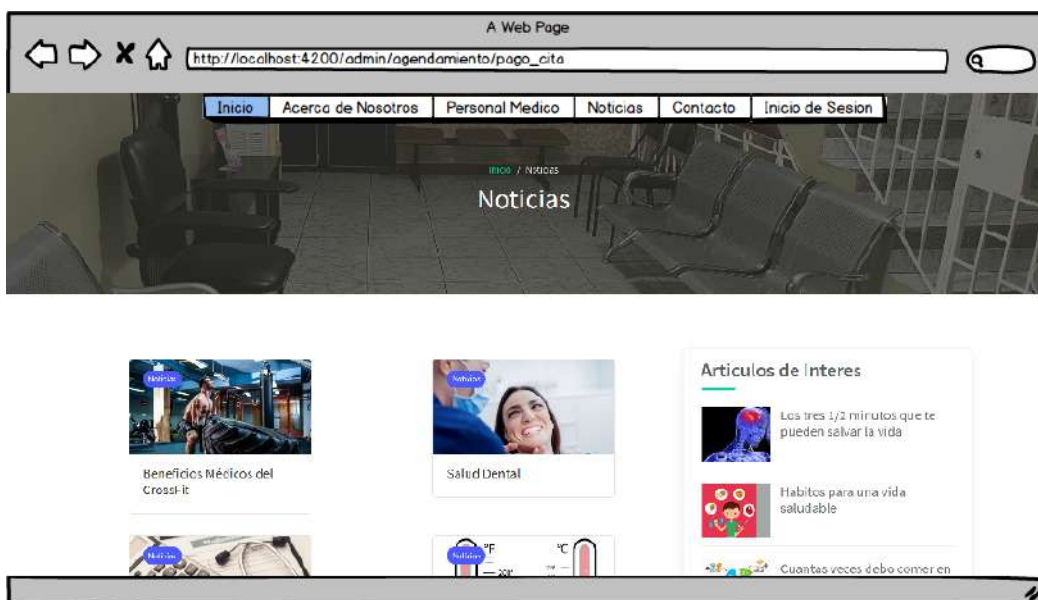 A Web Page
http://localhost:4200/admin/agendamiento/pago_cita
Inicio
Acerca de Nosotros
Personal Medico
Noticias
Contacto
Inicio de Sesion
Inicio / Noticias
Noticias
Noticias
Noticias
Beneficios Médicos del
CrossFit
Salud Dental
Articulos de Interes
Los tres 1/2 minutos que te
pueden salvar la vida
Habitos para una vida
saludable
Cuantas veces debo comer en
Noticias
Noticias
°F
°C